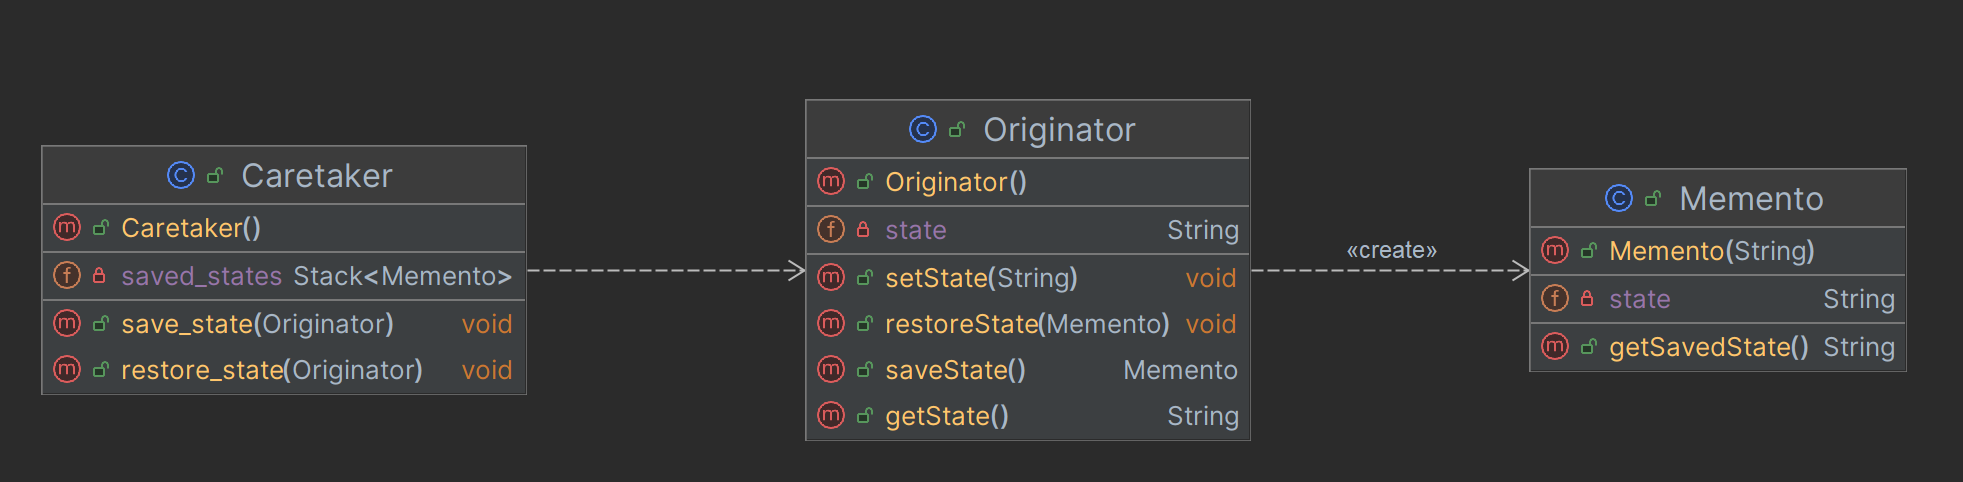 Caretaker
Caretaker()
saved_states Stack<Memento>
save_state(Originator) void
restore_state(Originator) void
Originator
Originator()
state String
setState(String) void
restoreState(Memento) void
saveState() Memento
getState() String
«create»
Memento
Memento(String)
state String
getSavedState() String